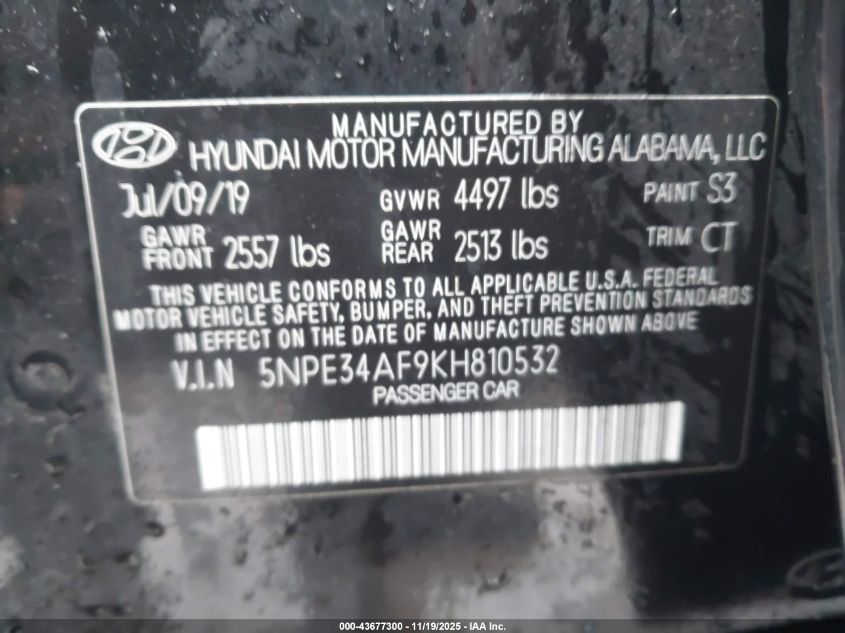 MANUFACTURED BY
HYUNDAI MOTOR MANUFACTURING ALABAMA, LLC
Jul/09/19 GVWR 4497 lbs PAINT S3
GAWR FRONT 2557 lbs GAWR REAR 2513 lbs TRIM CT
THIS VEHICLE CONFORMS TO ALL APPLICABLE U.S.A. FEDERAL
MOTOR VEHICLE SAFETY, BUMPER, AND THEFT PREVENTION STANDARDS
IN EFFECT ON THE DATE OF MANUFACTURE SHOWN ABOVE
V.I.N 5NPE34AF9KH810532
PASSENGER CAR
000-43677300 - 11/19/2025 - IAA Inc.